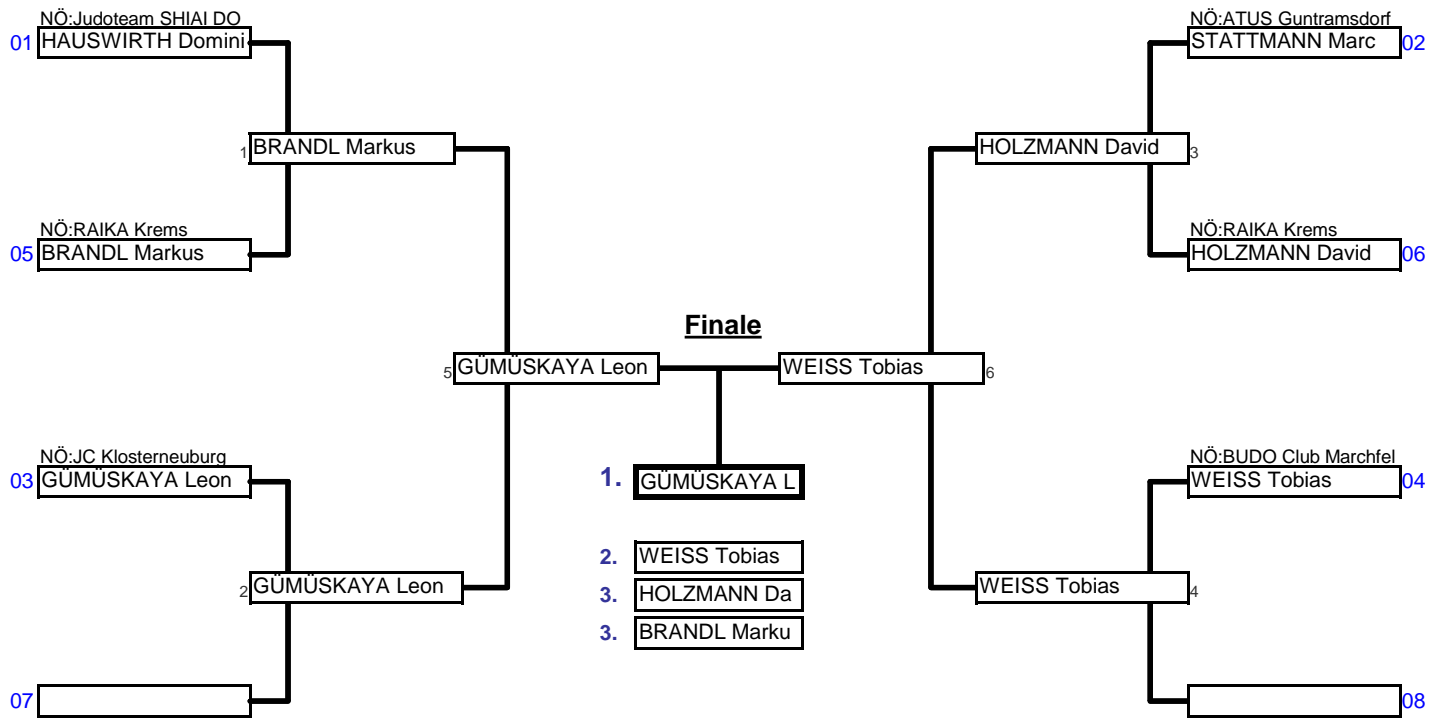 NÖ:Judoteam SHIAI DO
01 HAUSWIRTH Domini
1 BRANDL Markus
NÖ:RAIKA Krems
05 BRANDL Markus
5 GÜMÜSKAYA Leon
NÖ:JC Klosterneuburg
03 GÜMÜSKAYA Leon
2 GÜMÜSKAYA Leon
07
Finale
1. GÜMÜSKAYA L
2. WEISS Tobias
3. HOLZMANN Da
3. BRANDL Marku
NÖ:ATUS Guntramsdorf
STATTMANN Marc 02
HOLZMANN David 3
NÖ:RAIKA Krems
HOLZMANN David 06
WEISS Tobias 6
NÖ:BUDO Club Marchfel
WEISS Tobias 04
WEISS Tobias 4
08